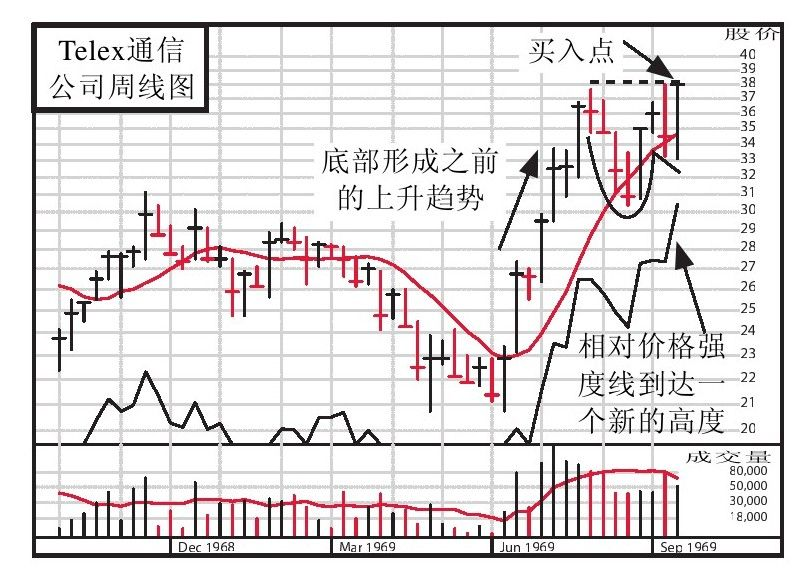 Telex通信
公司周线图
股价
买入点
40
39
38
37
36
35
34
33
32
31
30
29
28
27
26
25
24
23
22
21
20
底部形成之前
的上升趋势
相对价格强
度线到达一
个新的高度
成交量
80,000
50,000
30,000
18,000
Dec 1968
Mar 1969
Jun 1969
Sep 1969